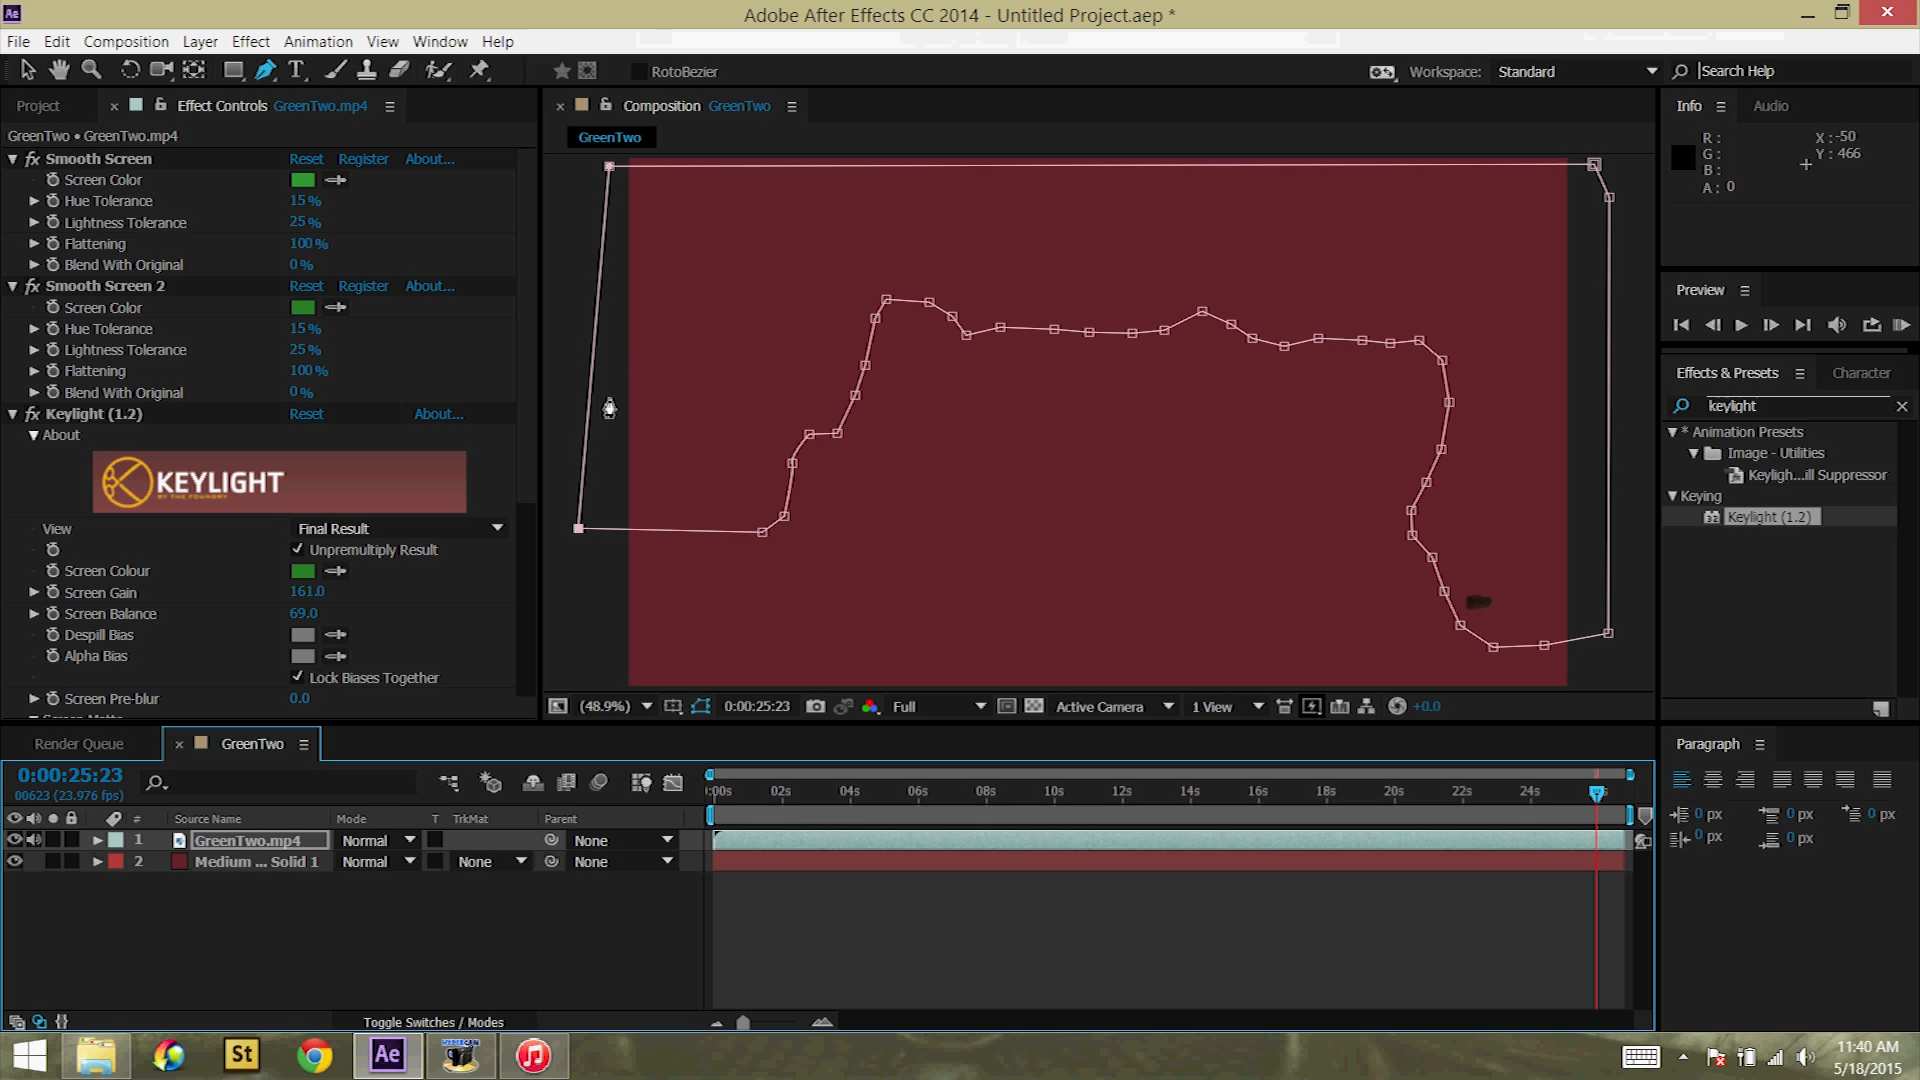 Ae
Adobe After Effects CC 2014 - Untitled Project.aep *
File Edit Composition Layer Effect Animation View Window Help
RotoBezier
Workspace: Standard
Search Help
Project
Effect Controls GreenTwo.mp4
GreenTwo • GreenTwo.mp4
Smooth Screen Reset Register About...
Screen Color
Hue Tolerance 15 %
Lightness Tolerance 25 %
Flattening 100 %
Blend With Original 0 %
Smooth Screen 2 Reset Register About...
Screen Color
Hue Tolerance 15 %
Lightness Tolerance 25 %
Flattening 100 %
Blend With Original 0 %
Keylight (1.2) Reset About...
About
KEYLIGHT
BY THE FOUNDRY
View Final Result
Unpremultiply Result
Screen Colour
Screen Gain 161.0
Screen Balance 69.0
Despill Bias
Alpha Bias
Lock Biases Together
Screen Pre-blur 0.0
Composition GreenTwo
GreenTwo
(48.9%) 0:00:25:23 Full Active Camera 1 View +0.0
Info Audio
R :
G :
B :
A : 0
X : -50
Y : 466
Preview
Effects & Presets Character
keylight
* Animation Presets
Image - Utilities
Keyligh...ill Suppressor
Keying
Keylight (1.2)
Render Queue
GreenTwo
0:00:25:23
00623 (23.976 fps)
:00s 02s 04s 06s 08s 10s 12s 14s 16s 18s 20s 22s 24s
# Source Name Mode T TrkMat Parent
1 GreenTwo.mp4 Normal None
2 Medium ... Solid 1 Normal None None
Toggle Switches / Modes
Paragraph
0 px 0 px 0 px
0 px 0 px
St
Ae
HYPERCAM
11:40 AM
5/18/2015